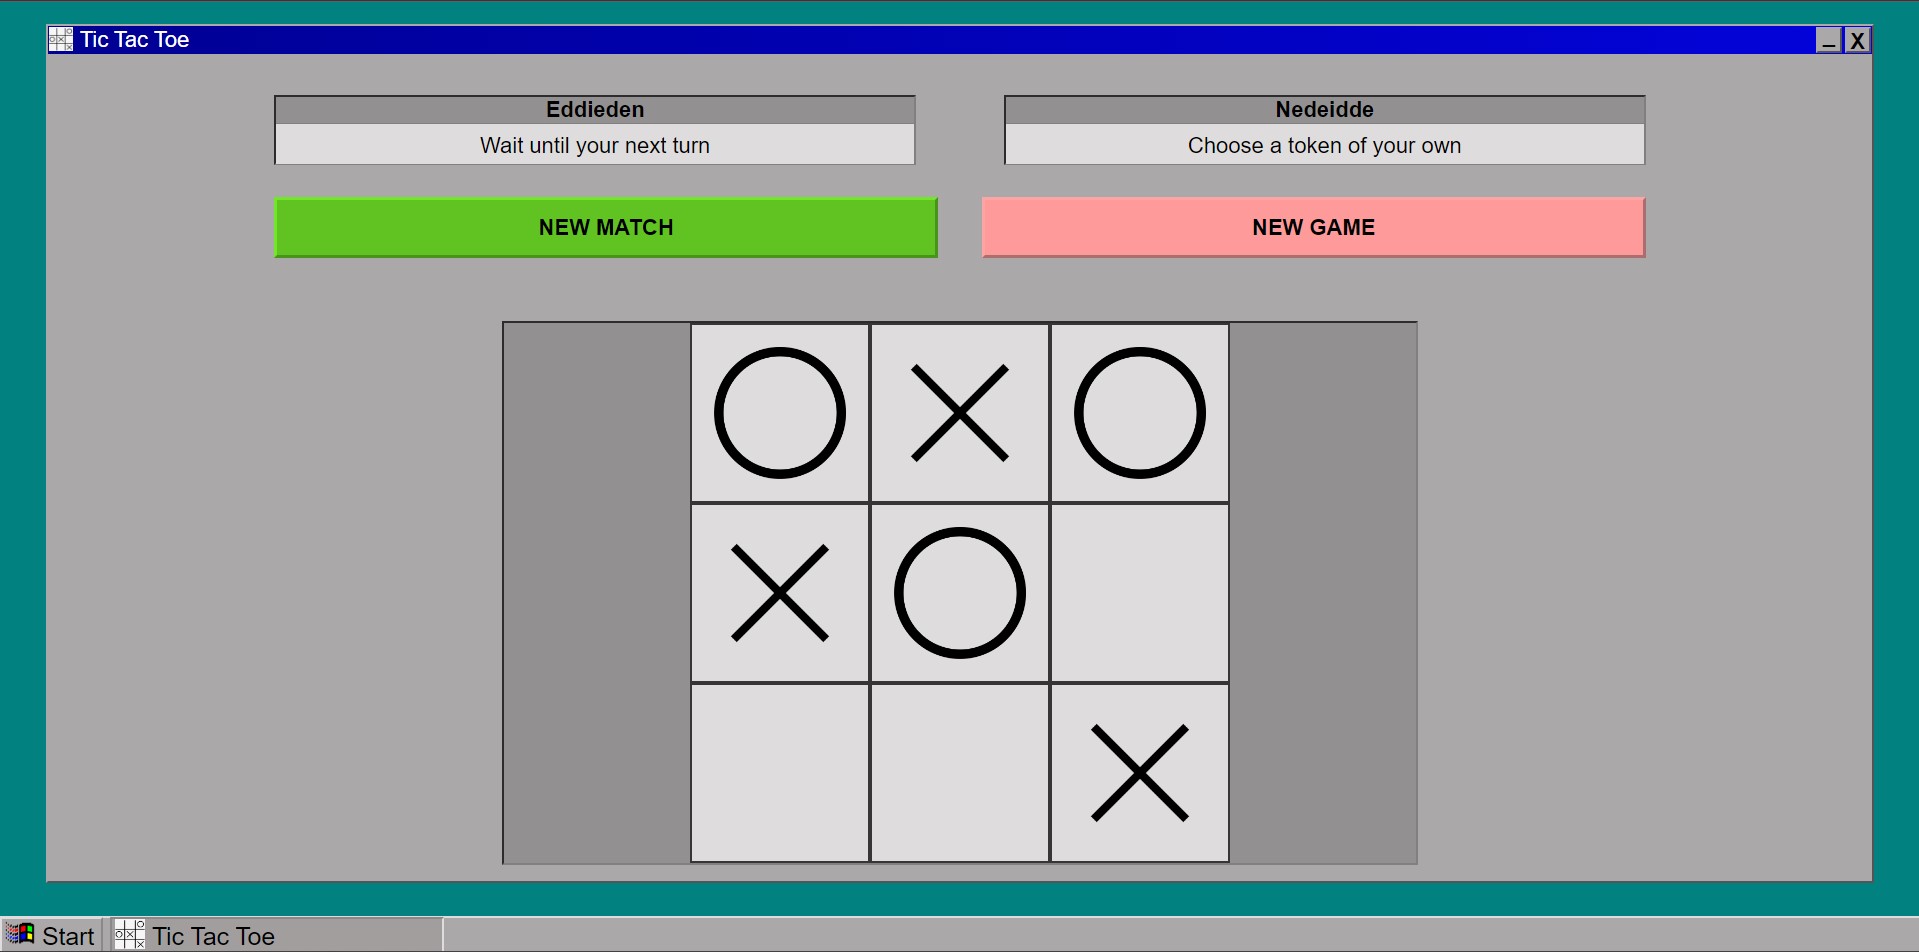 Tic Tac Toe
X
Eddieden
Nedeidde
Wait until your next turn
Choose a token of your own
NEW MATCH
NEW GAME
Start
Tic Tac Toe